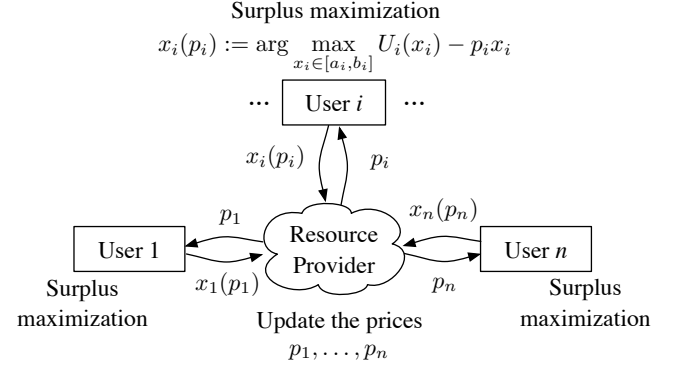 Surplus maximization
x_i(p_i) := arg max_{x_i∈[a_i,b_i]} U_i(x_i) − p_i x_i
··· User i ···
x_i(p_i) p_i
p_1 x_n(p_n)
User 1 Resource Provider User n
x_1(p_1) p_n
Surplus maximization
Surplus maximization
Update the prices
p_1, . . . , p_n